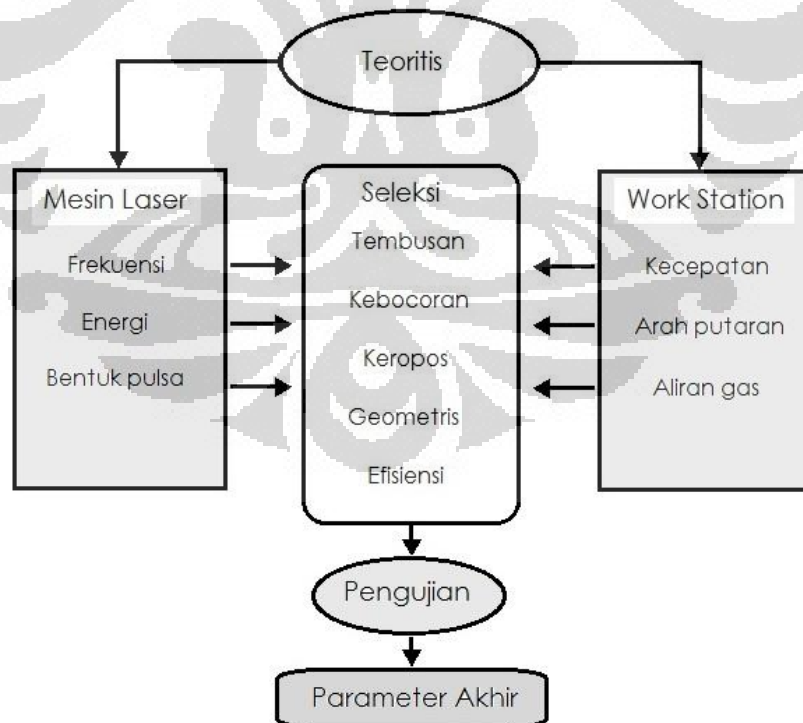 Teoritis
Mesin Laser
Frekuensi
Energi
Bentuk pulsa
Seleksi
Tembusan
Kebocoran
Keropos
Geometris
Efisiensi
Work Station
Kecepatan
Arah putaran
Aliran gas
Pengujian
Parameter Akhir